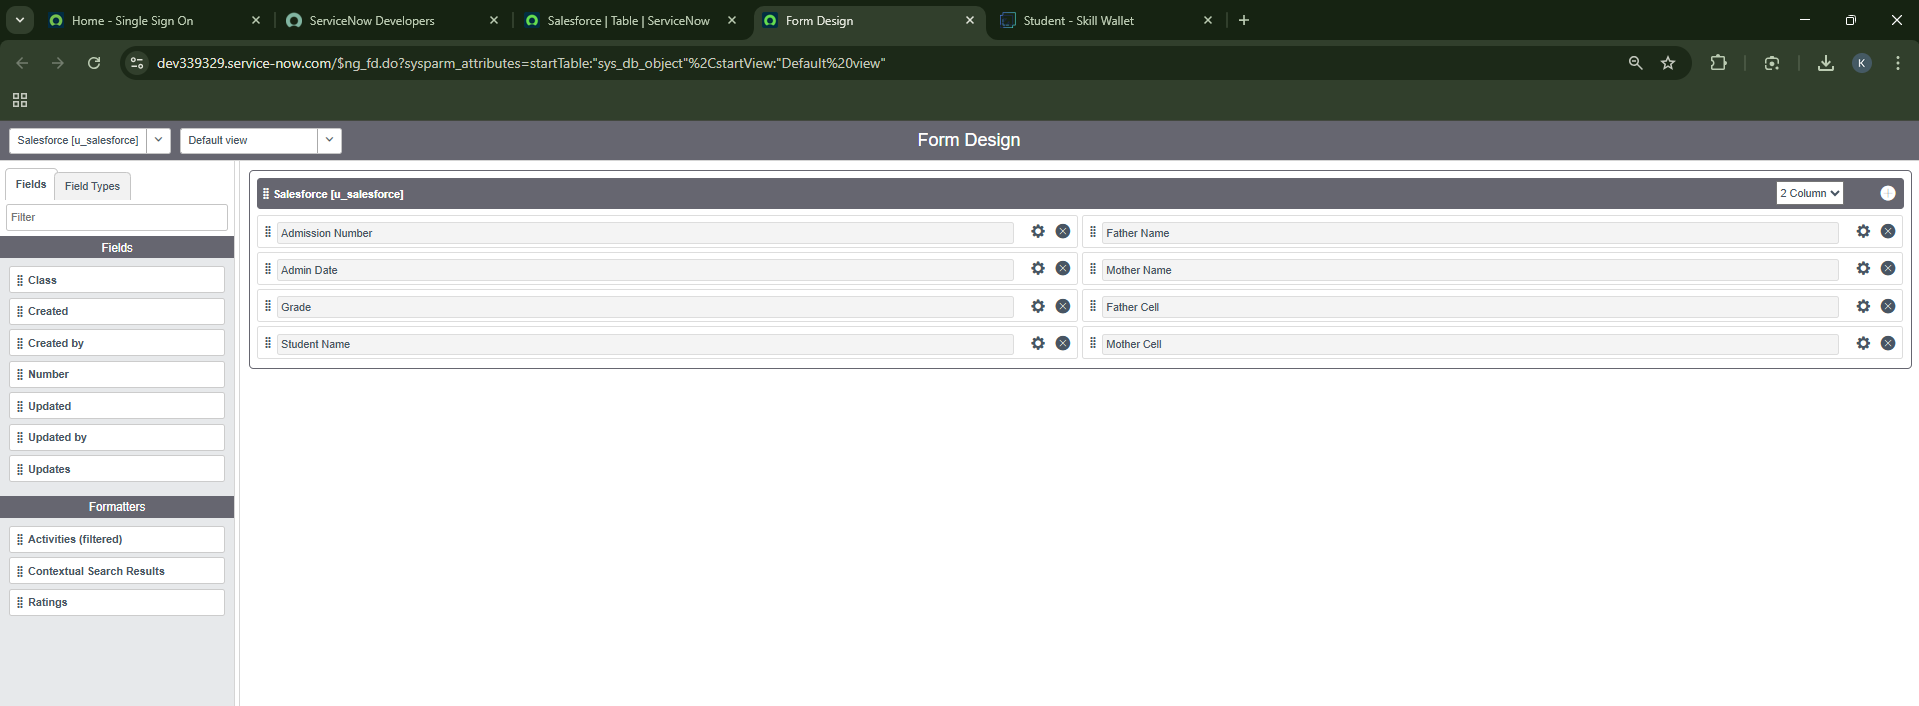 Home - Single Sign On
ServiceNow Developers
Salesforce | Table | ServiceNow
Form Design
Student - Skill Wallet
dev339329.service-now.com/$ng_fd.do?sysparm_attributes=startTable:"sys_db_object"%2CstartView:"Default%20view"
K
Salesforce [u_salesforce]
Default view
Form Design
Fields
Field Types
Filter
Fields
Class
Created
Created by
Number
Updated
Updated by
Updates
Formatters
Activities (filtered)
Contextual Search Results
Ratings
Salesforce [u_salesforce]
2 Column
Admission Number
Father Name
Admin Date
Mother Name
Grade
Father Cell
Student Name
Mother Cell